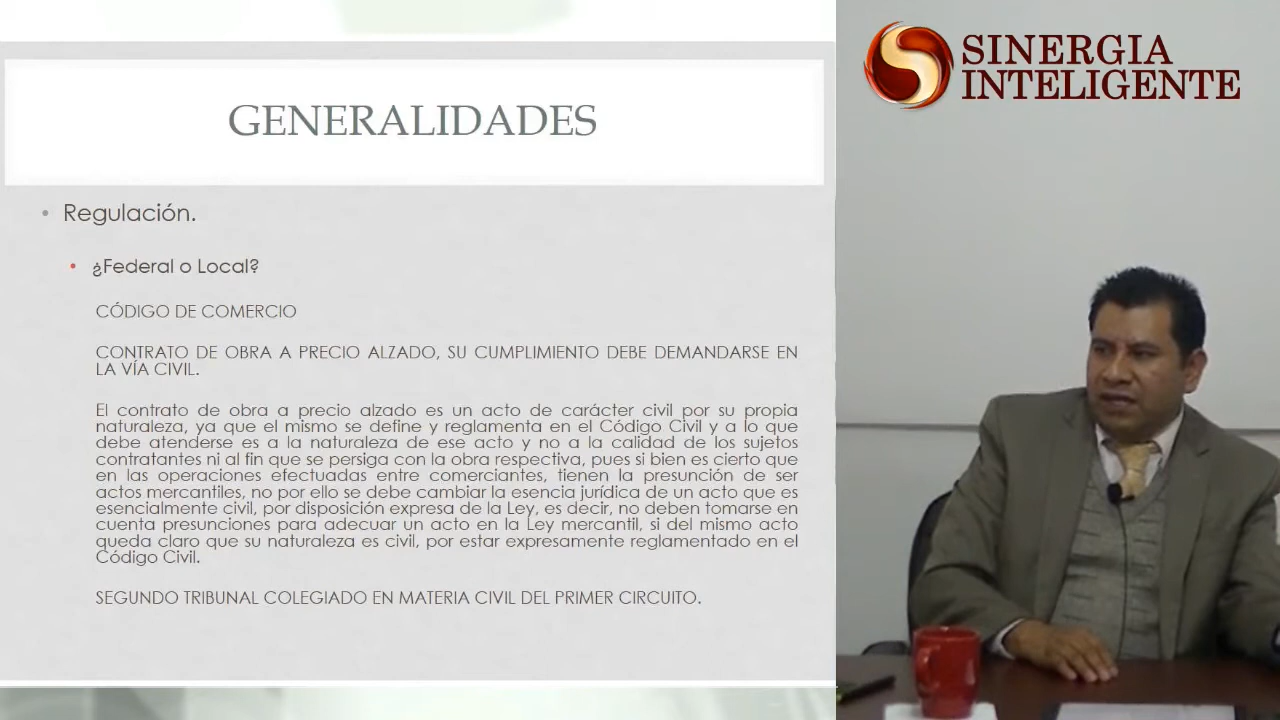 GENERALIDADES
• Regulación.
• ¿Federal o Local?
CÓDIGO DE COMERCIO
CONTRATO DE OBRA A PRECIO ALZADO, SU CUMPLIMIENTO DEBE DEMANDARSE EN
LA VÍA CIVIL.
El contrato de obra a precio alzado es un acto de carácter civil por su propia
naturaleza, ya que el mismo se define y reglamenta en el Código Civil y a lo que
debe atenderse es a la naturaleza de ese acto y no a la calidad de los sujetos
contratantes ni al fin que se persiga con la obra respectiva, pues si bien es cierto que
en las operaciones efectuadas entre comerciantes, tienen la presunción de ser
actos mercantiles, no por ello se debe cambiar la esencia jurídica de un acto que es
esencialmente civil, por disposición expresa de la Ley, es decir, no deben tomarse en
cuenta presunciones para adecuar un acto en la Ley mercantil, si del mismo acto
queda claro que su naturaleza es civil, por estar expresamente reglamentado en el
Código Civil.
SEGUNDO TRIBUNAL COLEGIADO EN MATERIA CIVIL DEL PRIMER CIRCUITO.
SINERGIA
INTELIGENTE